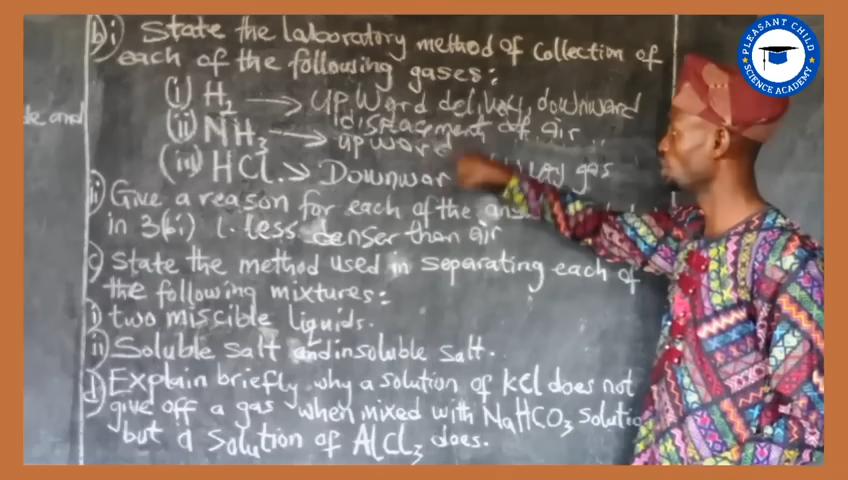 PLEASANT CHILD
SCIENCE ACADEMY
b) i State the laboratory method of collection of
each of the following gases:
(i) H2 → Upward delivery, downward
displacement of air
(ii) NH3 → upward
(iii) HCl. → Downwar gas
ii) Give a reason for each of the ans
in 3(bi) 1. less denser than air
c) State the method used in separating each of
the following mixtures:
i) two miscible liquids.
ii) Soluble salt and insoluble salt.
d) Explain briefly why a solution of KCl does not
give off a gas when mixed with NaHCO3 solutio
but a solution of AlCl3 does.